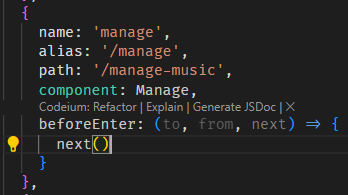 {
name: 'manage',
alias: '/manage',
path: '/manage-music',
component: Manage,
Codeium: Refactor | Explain | Generate JSDoc | ×
beforeEnter: (to, from, next) => {
next()
}
},